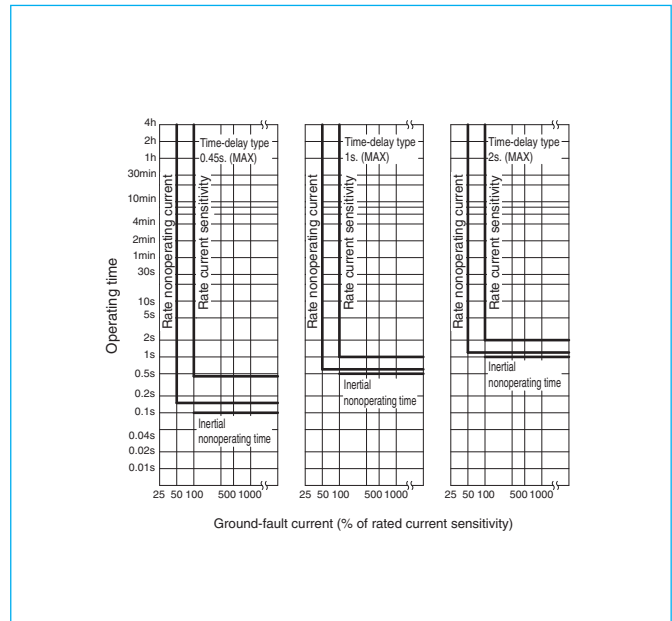 Operating time
4h
2h
1h
30min
10min
4min
2min
1min
30s
10s
5s
2s
1s
0.5s
0.2s
0.1s
0.04s
0.02s
0.01s
Rate nonoperating current
Rate current sensitivity
Time-delay type
0.45s. (MAX)
Inertial
nonoperating time
25 50 100 500 1000
Rate nonoperating current
Rate current sensitivity
Time-delay type
1s. (MAX)
Inertial
nonoperating time
25 50 100 500 1000
Rate nonoperating current
Rate current sensitivity
Time-delay type
2s. (MAX)
Inertial
nonoperating time
25 50 100 500 1000
Ground-fault current (% of rated current sensitivity)